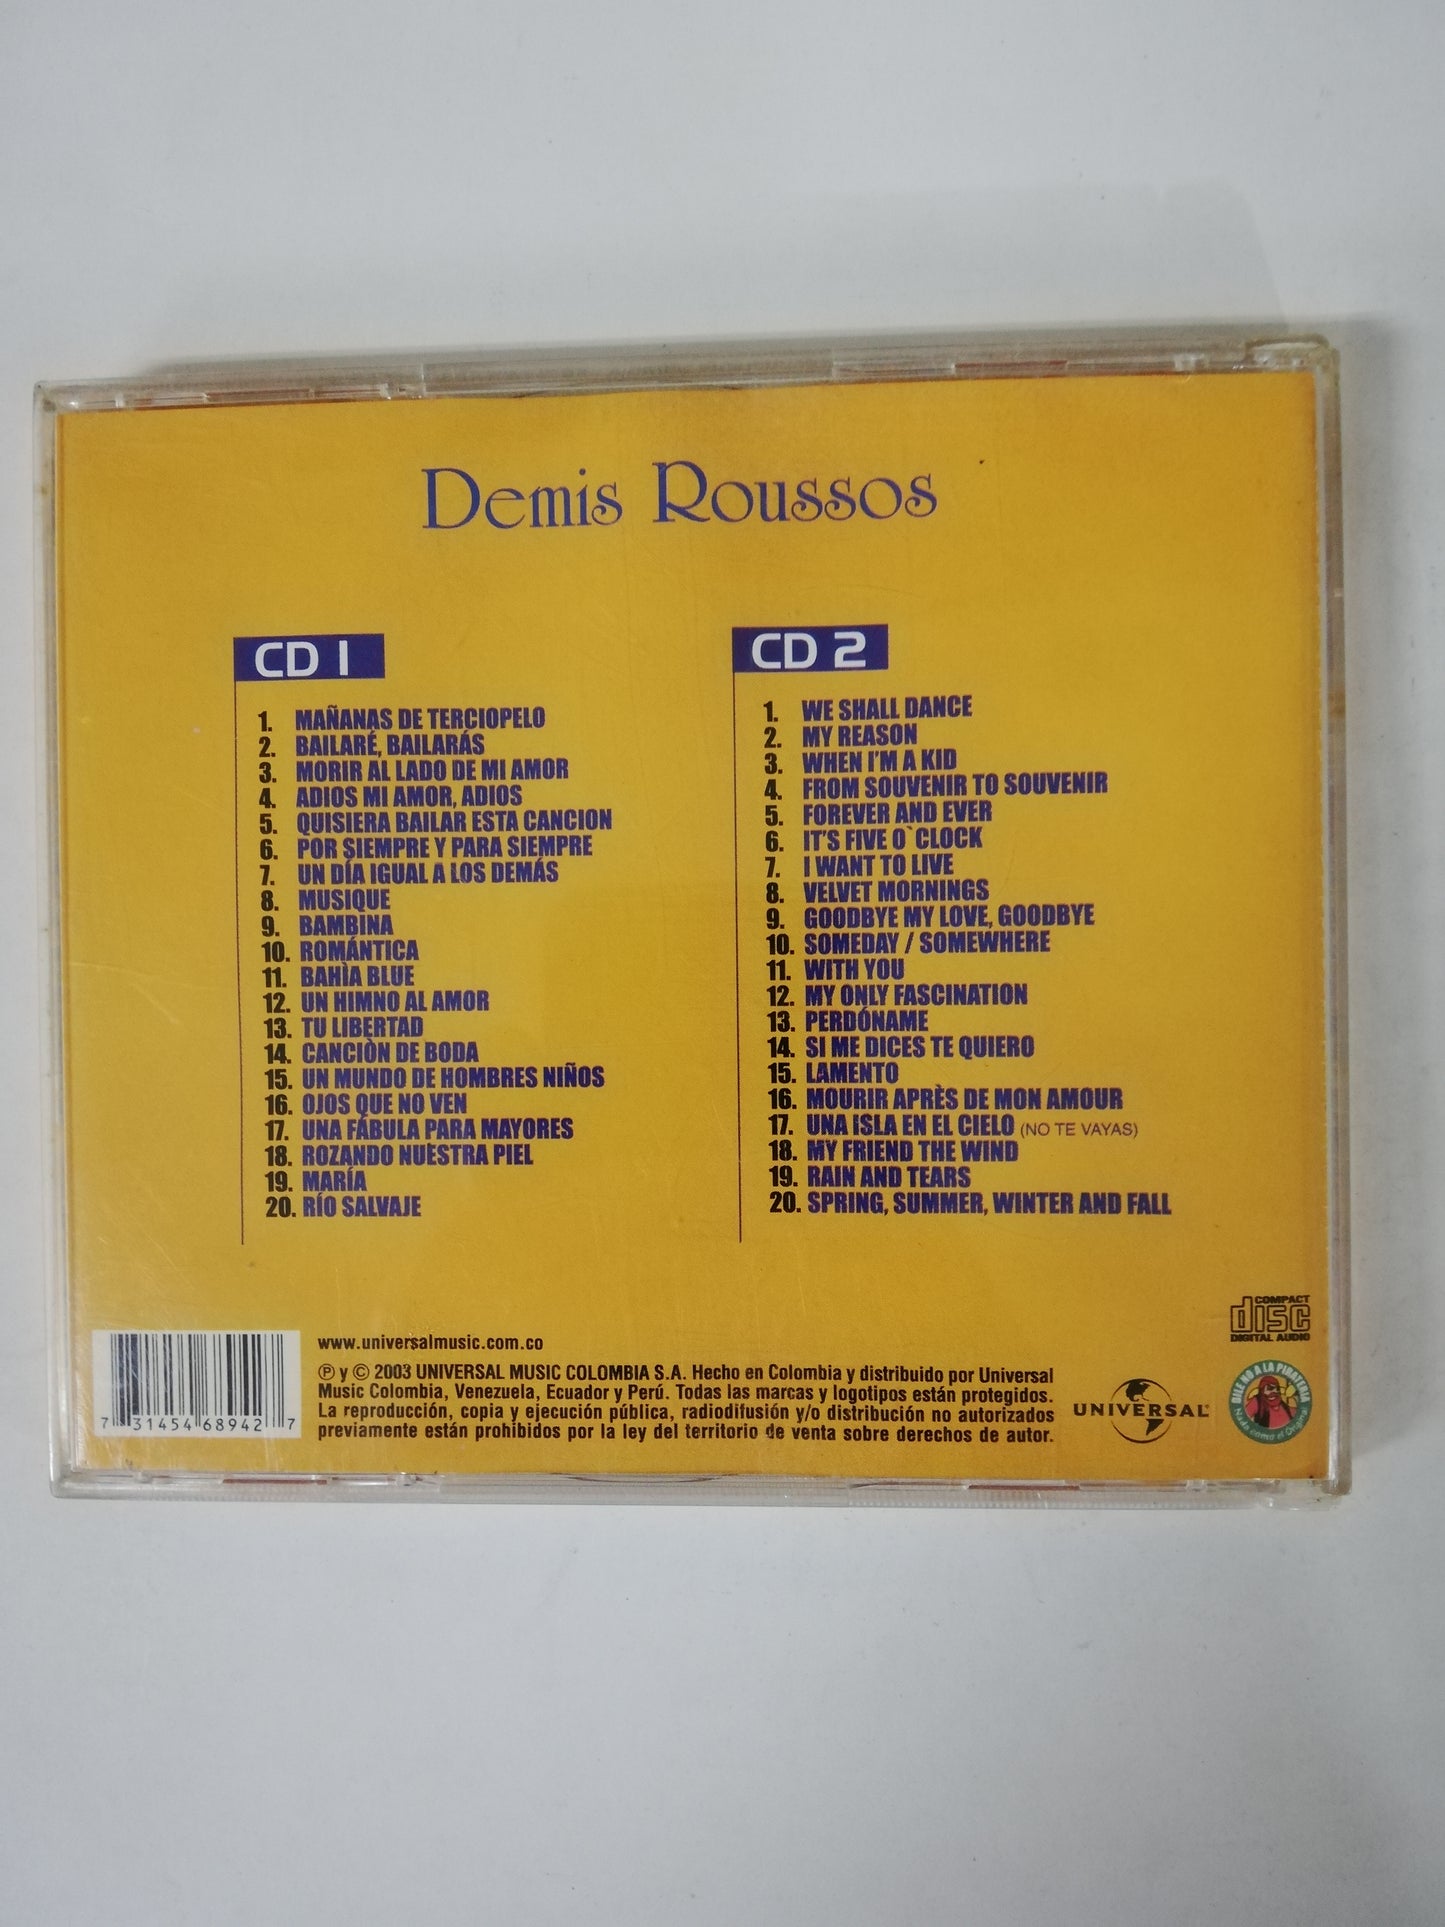 Demis Roussos
CD 1
1. MAÑANAS DE TERCIOPELO
2. BAILARÉ, BAILARÁS
3. MORIR AL LADO DE MI AMOR
4. ADIOS MI AMOR, ADIOS
5. QUISIERA BAILAR ESTA CANCION
6. POR SIEMPRE Y PARA SIEMPRE
7. UN DÍA IGUAL A LOS DEMÁS
8. MUSIQUE
9. BAMBINA
10. ROMÁNTICA
11. BAHÌA BLUE
12. UN HIMNO AL AMOR
13. TU LIBERTAD
14. CANCIÒN DE BODA
15. UN MUNDO DE HOMBRES NIÑOS
16. OJOS QUE NO VEN
17. UNA FÁBULA PARA MAYORES
18. ROZANDO NUESTRA PIEL
19. MARÍA
20. RÍO SALVAJE
CD 2
1. WE SHALL DANCE
2. MY REASON
3. WHEN I'M A KID
4. FROM SOUVENIR TO SOUVENIR
5. FOREVER AND EVER
6. IT'S FIVE O`CLOCK
7. I WANT TO LIVE
8. VELVET MORNINGS
9. GOODBYE MY LOVE, GOODBYE
10. SOMEDAY / SOMEWHERE
11. WITH YOU
12. MY ONLY FASCINATION
13. PERDÓNAME
14. SI ME DICES TE QUIERO
15. LAMENTO
16. MOURIR APRÈS DE MON AMOUR
17. UNA ISLA EN EL CIELO (NO TE VAYAS)
18. MY FRIEND THE WIND
19. RAIN AND TEARS
20. SPRING, SUMMER, WINTER AND FALL
7 31454 68942 7
www.universalmusic.com.co
Ⓟ y © 2003 UNIVERSAL MUSIC COLOMBIA S.A. Hecho en Colombia y distribuido por Universal
Music Colombia, Venezuela, Ecuador y Perú. Todas las marcas y logotipos están protegidos.
La reproducción, copia y ejecución pública, radiodifusión y/o distribución no autorizados
previamente están prohibidos por la ley del territorio de venta sobre derechos de autor.
UNIVERSAL
COMPACT
disc
DIGITAL AUDIO
DILE NO A LA PIRATERIA
Nada como el Original